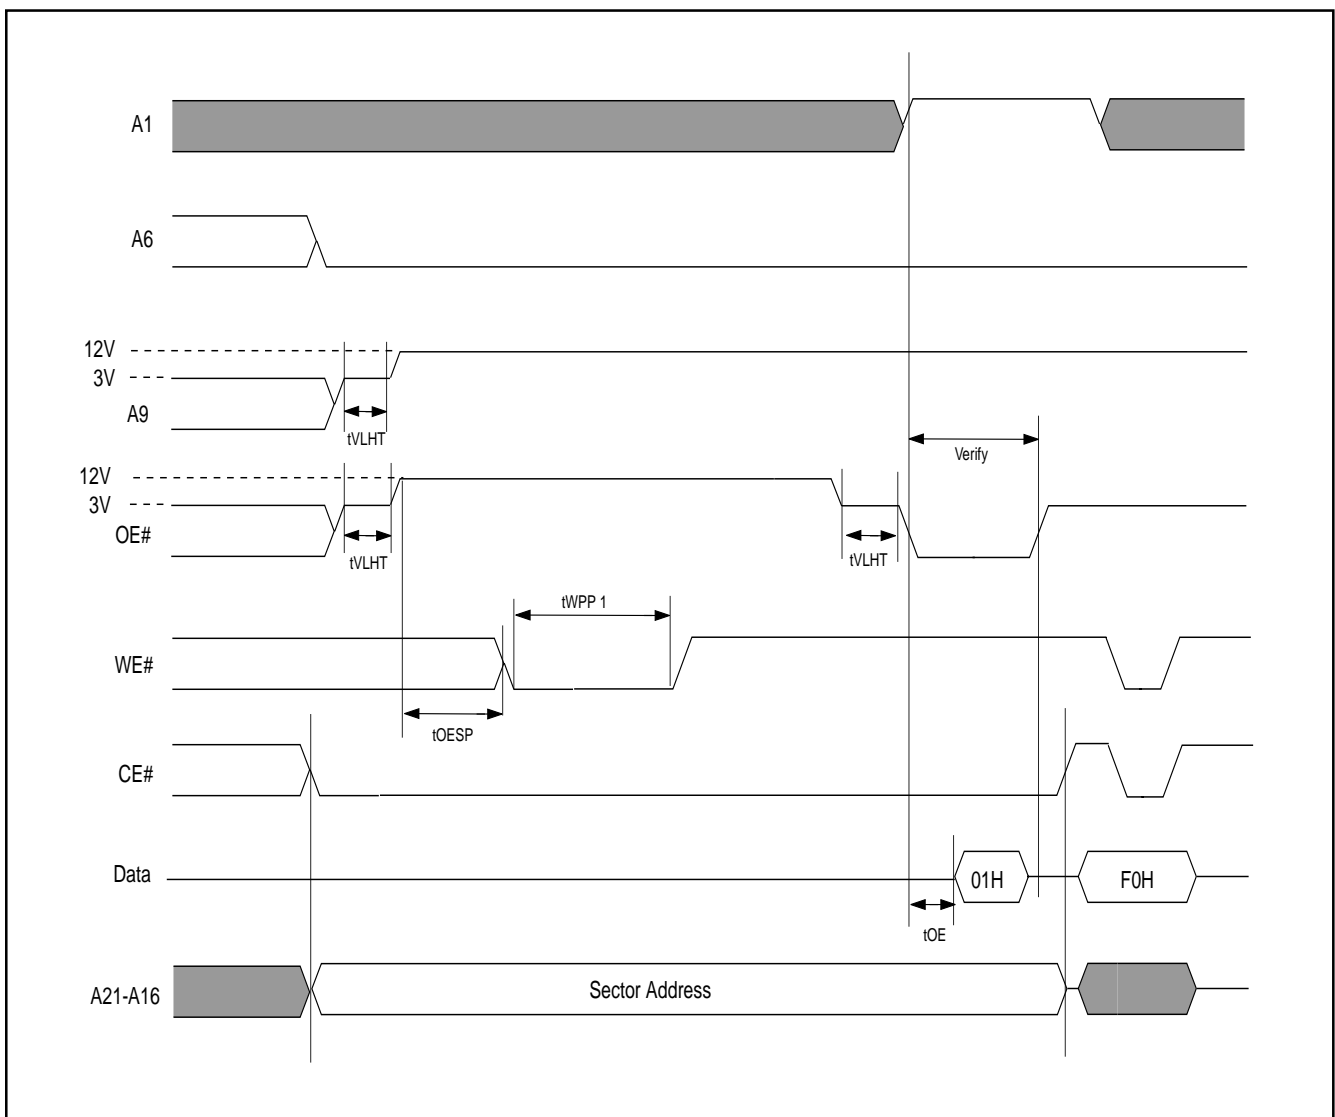 A1
A6
12V
3V
A9
tVLHT
Verify
12V
3V
OE#
tVLHT
tVLHT
tWPP 1
WE#
tOESP
CE#
Data
01H
F0H
tOE
A21-A16
Sector Address